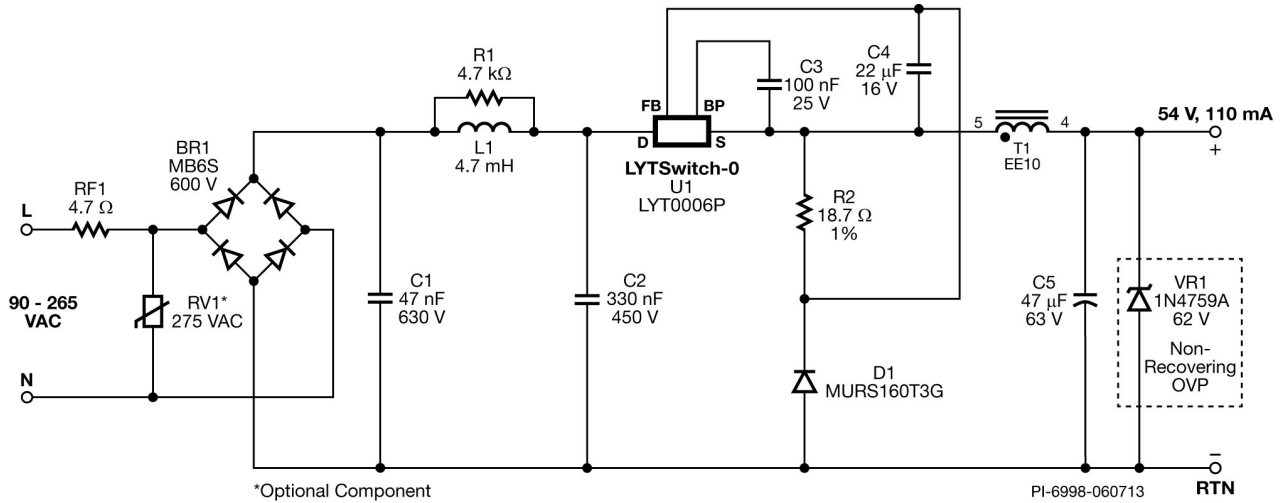 R1
4.7 kΩ
L1
4.7 mH
BR1
MB6S
600 V
RF1
4.7 Ω
L
90 - 265
VAC
N
RV1*
275 VAC
C1
47 nF
630 V
C2
330 nF
450 V
FB
BP
D
S
LYTSwitch-0
U1
LYT0006P
C3
100 nF
25 V
C4
22 μF
16 V
R2
18.7 Ω
1%
D1
MURS160T3G
5
4
T1
EE10
54 V, 110 mA
+
C5
47 μF
63 V
VR1
1N4759A
62 V
Non-
Recovering
OVP
–
RTN
*Optional Component
PI-6998-060713